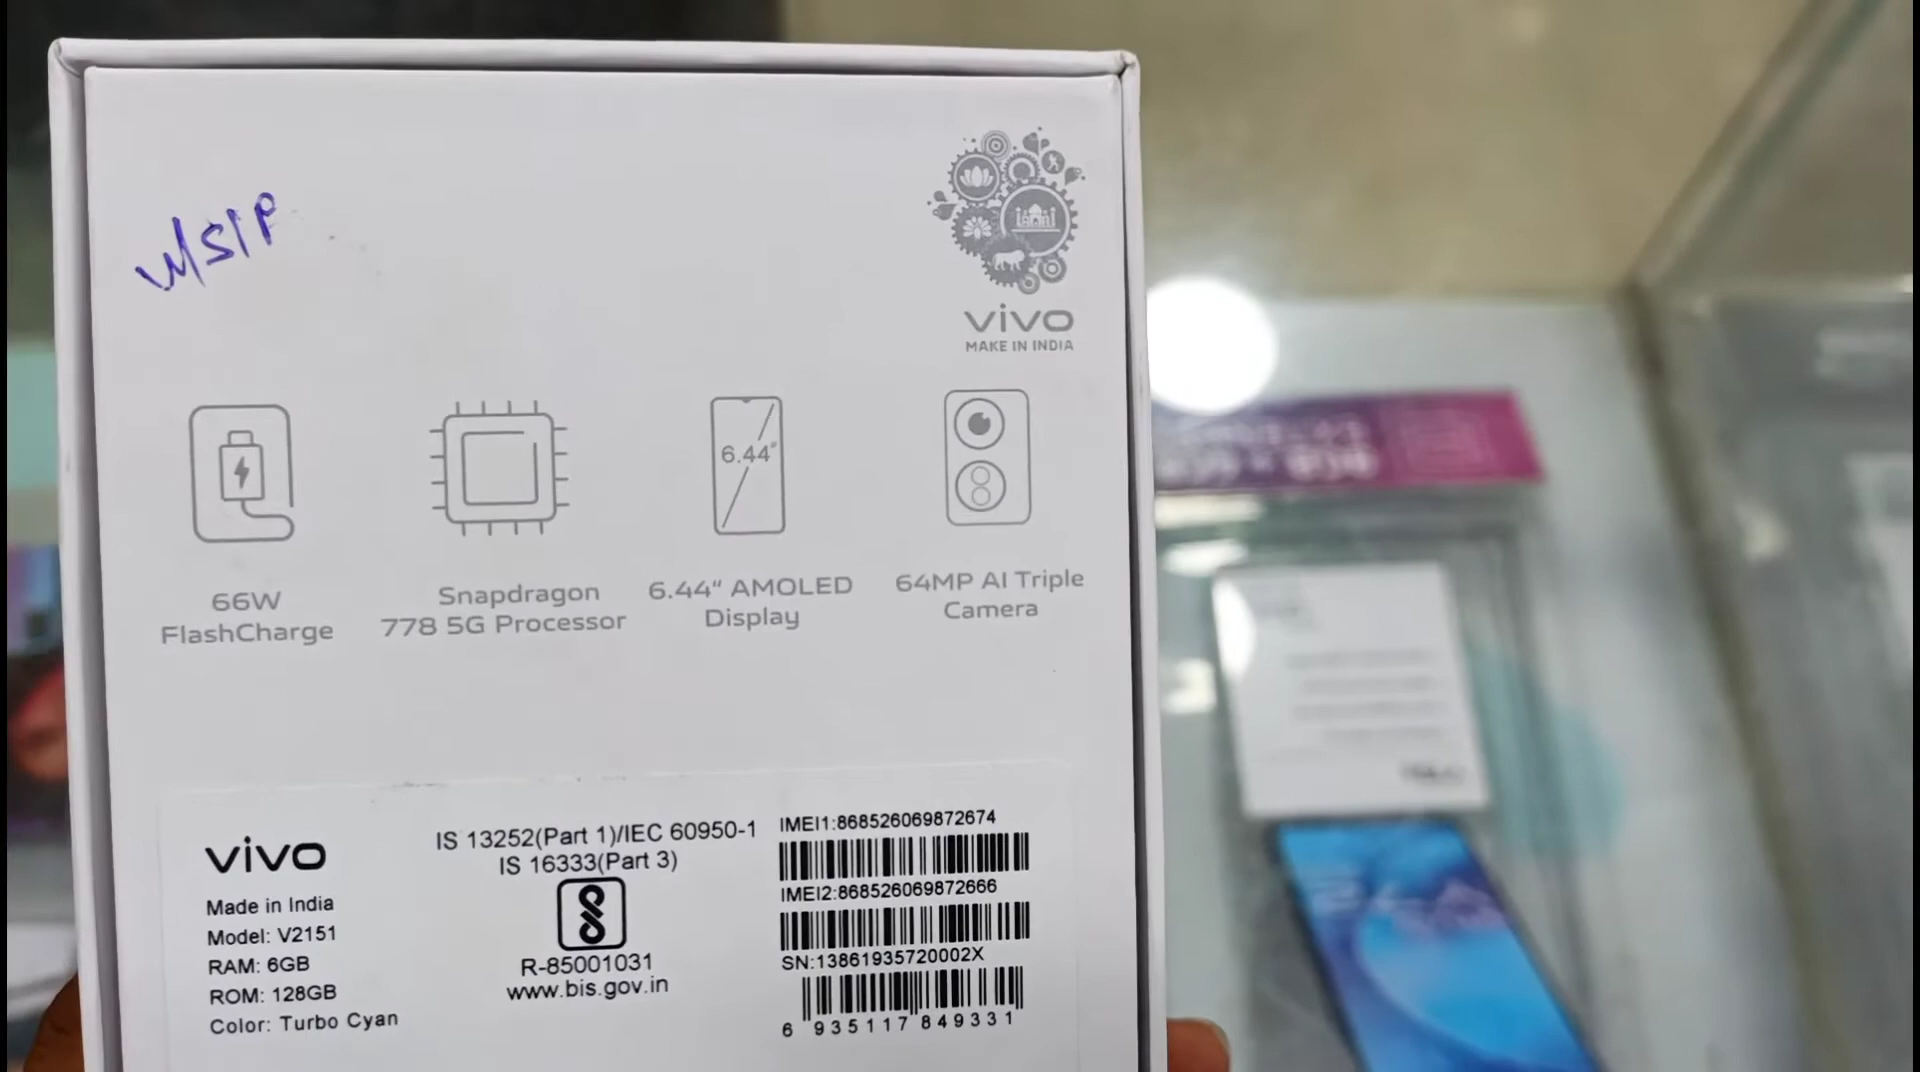 W/S/P
vivo
MAKE IN INDIA
6.44"
66W
FlashCharge
Snapdragon
778 5G Processor
6.44" AMOLED
Display
64MP AI Triple
Camera
vivo
Made in India
Model: V2151
RAM: 6GB
ROM: 128GB
Color: Turbo Cyan
IS 13252(Part 1)/IEC 60950-1
IS 16333(Part 3)
R-85001031
www.bis.gov.in
IMEI1:868526069872674
IMEI2:868526069872666
SN:13861935720002X
6 935117 849331